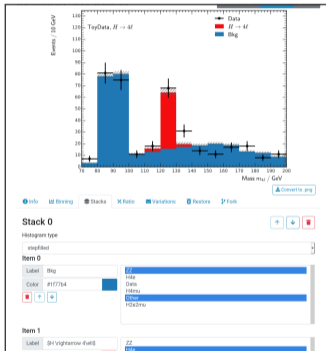 130
Data
H → 4ℓ
Bkg
ToyData, H → 4ℓ
120
110
100
90
80
70
60
50
40
30
20
10
0
Events / 10 GeV
70 80 90 100 110 120 130 140 150 160 170 180 190 200
Mass m4ℓ / GeV
Convert to .png
Info Binning Stacks Ratio Variations Restore Fork
Stack 0
Histogram type
stepfilled
Item 0
Label Bkg
Color #1f77b4
ZZ
H4e
Data
H4mu
Other
H2e2mu
Item 1
Label $H \rightarrow 4\ell$
ZZ
H4e